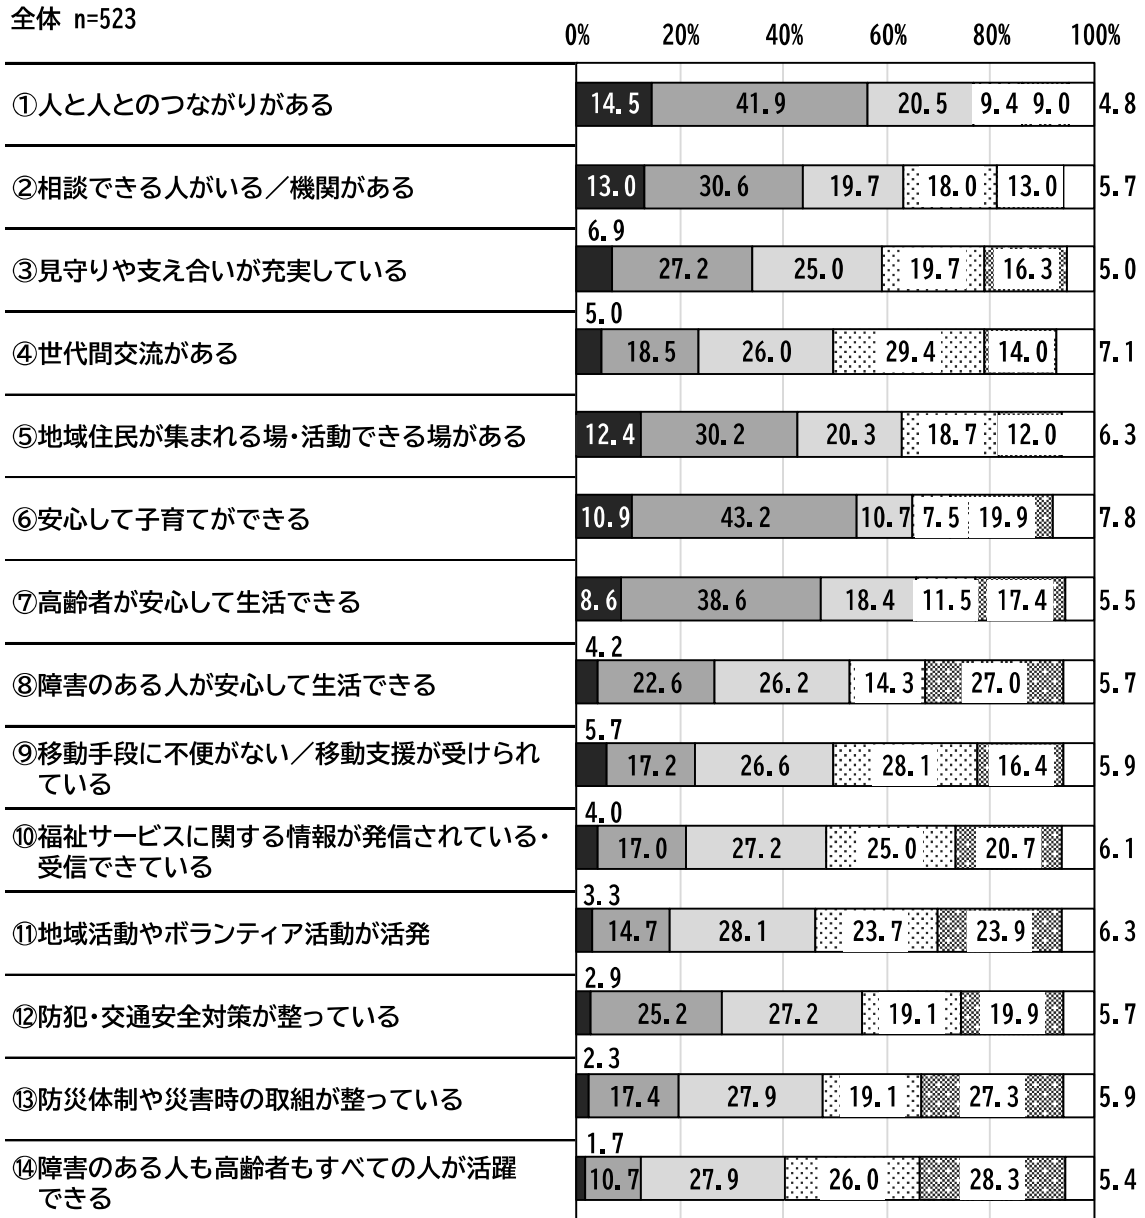 全体 n=523
0% 20% 40% 60% 80% 100%
①人と人とのつながりがある 14.5 41.9 20.5 9.4 9.0 4.8
②相談できる人がいる／機関がある 13.0 30.6 19.7 18.0 13.0 5.7
6.9
③見守りや支え合いが充実している 27.2 25.0 19.7 16.3 5.0
5.0
④世代間交流がある 18.5 26.0 29.4 14.0 7.1
⑤地域住民が集まれる場・活動できる場がある 12.4 30.2 20.3 18.7 12.0 6.3
⑥安心して子育てができる 10.9 43.2 10.7 7.5 19.9 7.8
⑦高齢者が安心して生活できる 8.6 38.6 18.4 11.5 17.4 5.5
4.2
⑧障害のある人が安心して生活できる 22.6 26.2 14.3 27.0 5.7
5.7
⑨移動手段に不便がない／移動支援が受けられ
ている 17.2 26.6 28.1 16.4 5.9
4.0
⑩福祉サービスに関する情報が発信されている・
受信できている 17.0 27.2 25.0 20.7 6.1
3.3
⑪地域活動やボランティア活動が活発 14.7 28.1 23.7 23.9 6.3
2.9
⑫防犯・交通安全対策が整っている 25.2 27.2 19.1 19.9 5.7
2.3
⑬防災体制や災害時の取組が整っている 17.4 27.9 19.1 27.3 5.9
1.7
⑭障害のある人も高齢者もすべての人が活躍
できる 10.7 27.9 26.0 28.3 5.4